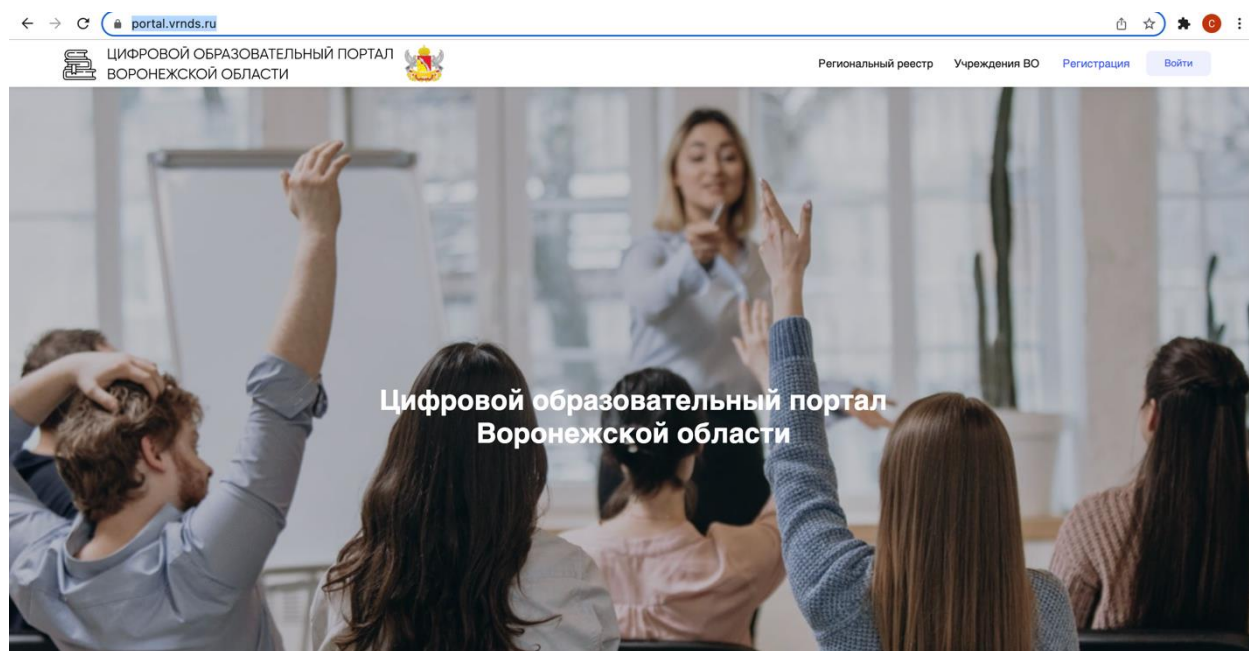 portal.vrnds.ru
C
ЦИФРОВОЙ ОБРАЗОВАТЕЛЬНЫЙ ПОРТАЛ
ВОРОНЕЖСКОЙ ОБЛАСТИ
Региональный реестр Учреждения ВО Регистрация Войти
Цифровой образовательный портал
Воронежской области